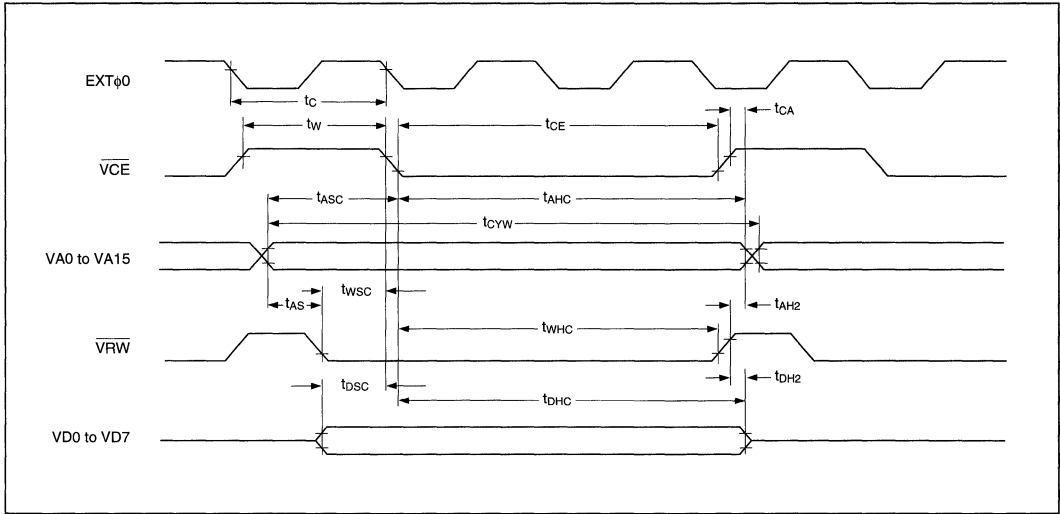 EXTφ0
tC
tCA
tW
tCE
VCE
tASC
tAHC
tCYW
VA0 to VA15
tWSC
tAS
tAH2
tWHC
VRW
tDSC
tDH2
tDHC
VD0 to VD7